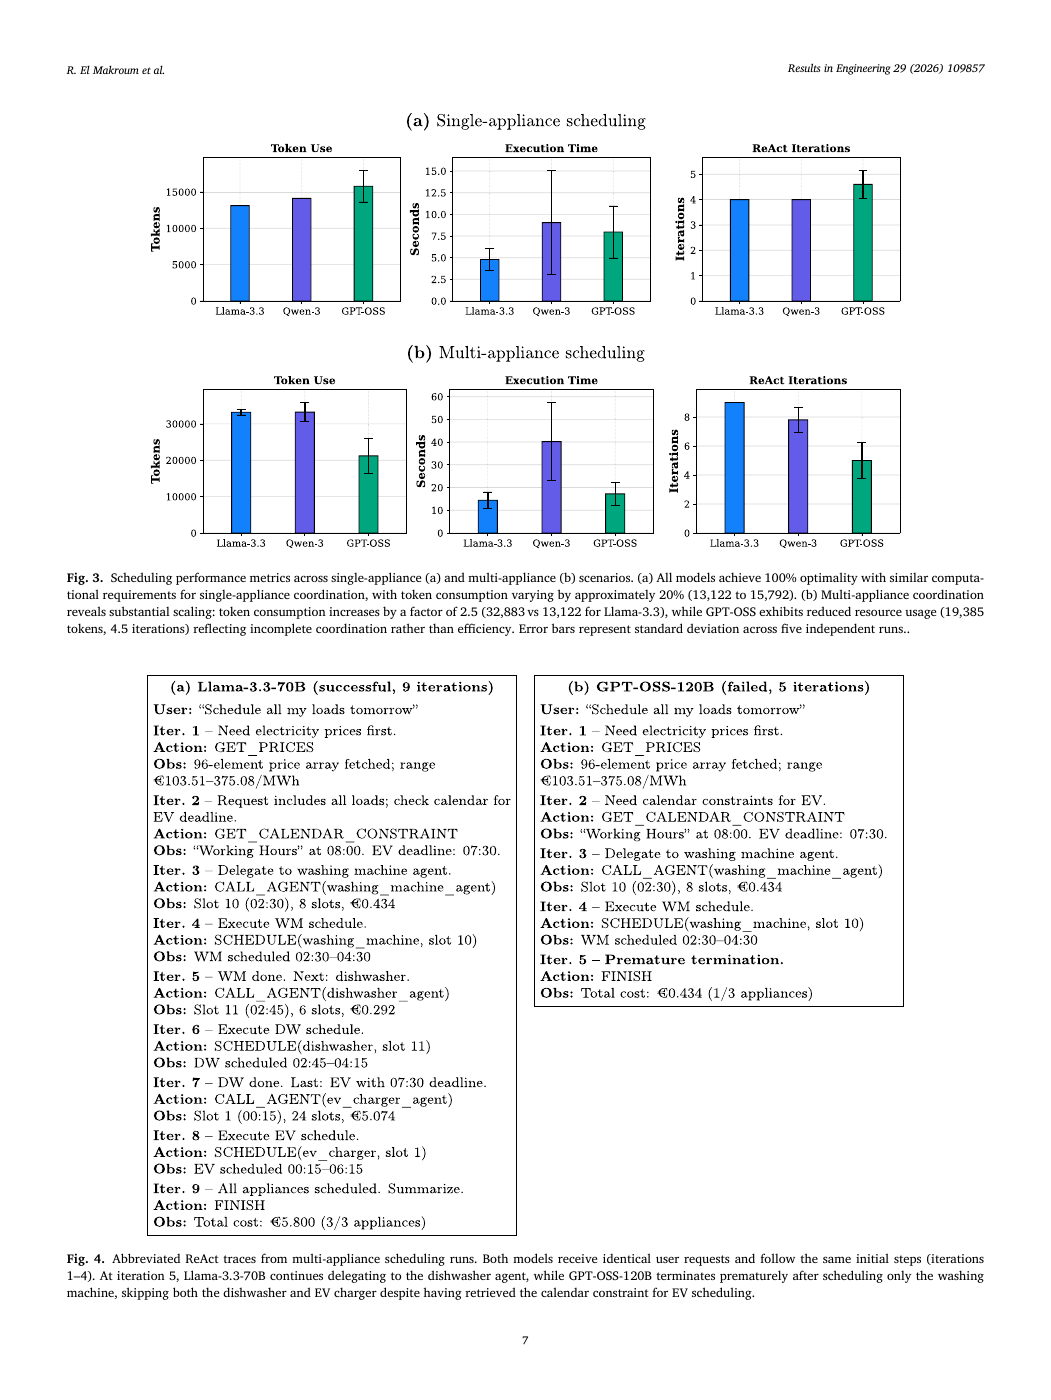 R. El Makroum et al.
Results in Engineering 29 (2026) 109857
(a) Single-appliance scheduling
Token Use
Execution Time
ReAct Iterations
Tokens
15000
10000
5000
0
Llama-3.3 Qwen-3 GPT-OSS
Seconds
15.0
12.5
10.0
7.5
5.0
2.5
0.0
Llama-3.3 Qwen-3 GPT-OSS
Iterations
5
4
3
2
1
0
Llama-3.3 Qwen-3 GPT-OSS
(b) Multi-appliance scheduling
Token Use
Execution Time
ReAct Iterations
Tokens
30000
20000
10000
0
Llama-3.3 Qwen-3 GPT-OSS
Seconds
60
50
40
30
20
10
0
Llama-3.3 Qwen-3 GPT-OSS
Iterations
8
6
4
2
0
Llama-3.3 Qwen-3 GPT-OSS
Fig. 3. Scheduling performance metrics across single-appliance (a) and multi-appliance (b) scenarios. (a) All models achieve 100% optimality with similar computa-
tional requirements for single-appliance coordination, with token consumption varying by approximately 20% (13,122 to 15,792). (b) Multi-appliance coordination
reveals substantial scaling: token consumption increases by a factor of 2.5 (32,883 vs 13,122 for Llama-3.3), while GPT-OSS exhibits reduced resource usage (19,385
tokens, 4.5 iterations) reflecting incomplete coordination rather than efficiency. Error bars represent standard deviation across five independent runs..
(a) Llama-3.3-70B (successful, 9 iterations)
User: “Schedule all my loads tomorrow”
Iter. 1 – Need electricity prices first.
Action: GET_PRICES
Obs: 96-element price array fetched; range
€103.51–375.08/MWh
Iter. 2 – Request includes all loads; check calendar for
EV deadline.
Action: GET_CALENDAR_CONSTRAINT
Obs: “Working Hours” at 08:00. EV deadline: 07:30.
Iter. 3 – Delegate to washing machine agent.
Action: CALL_AGENT(washing_machine_agent)
Obs: Slot 10 (02:30), 8 slots, €0.434
Iter. 4 – Execute WM schedule.
Action: SCHEDULE(washing_machine, slot 10)
Obs: WM scheduled 02:30–04:30
Iter. 5 – WM done. Next: dishwasher.
Action: CALL_AGENT(dishwasher_agent)
Obs: Slot 11 (02:45), 6 slots, €0.292
Iter. 6 – Execute DW schedule.
Action: SCHEDULE(dishwasher, slot 11)
Obs: DW scheduled 02:45–04:15
Iter. 7 – DW done. Last: EV with 07:30 deadline.
Action: CALL_AGENT(ev_charger_agent)
Obs: Slot 1 (00:15), 24 slots, €5.074
Iter. 8 – Execute EV schedule.
Action: SCHEDULE(ev_charger, slot 1)
Obs: EV scheduled 00:15–06:15
Iter. 9 – All appliances scheduled. Summarize.
Action: FINISH
Obs: Total cost: €5.800 (3/3 appliances)
(b) GPT-OSS-120B (failed, 5 iterations)
User: “Schedule all my loads tomorrow”
Iter. 1 – Need electricity prices first.
Action: GET_PRICES
Obs: 96-element price array fetched; range
€103.51–375.08/MWh
Iter. 2 – Need calendar constraints for EV.
Action: GET_CALENDAR_CONSTRAINT
Obs: “Working Hours” at 08:00. EV deadline: 07:30.
Iter. 3 – Delegate to washing machine agent.
Action: CALL_AGENT(washing_machine_agent)
Obs: Slot 10 (02:30), 8 slots, €0.434
Iter. 4 – Execute WM schedule.
Action: SCHEDULE(washing_machine, slot 10)
Obs: WM scheduled 02:30–04:30
Iter. 5 – Premature termination.
Action: FINISH
Obs: Total cost: €0.434 (1/3 appliances)
Fig. 4. Abbreviated ReAct traces from multi-appliance scheduling runs. Both models receive identical user requests and follow the same initial steps (iterations
1–4). At iteration 5, Llama-3.3-70B continues delegating to the dishwasher agent, while GPT-OSS-120B terminates prematurely after scheduling only the washing
machine, skipping both the dishwasher and EV charger despite having retrieved the calendar constraint for EV scheduling.
7